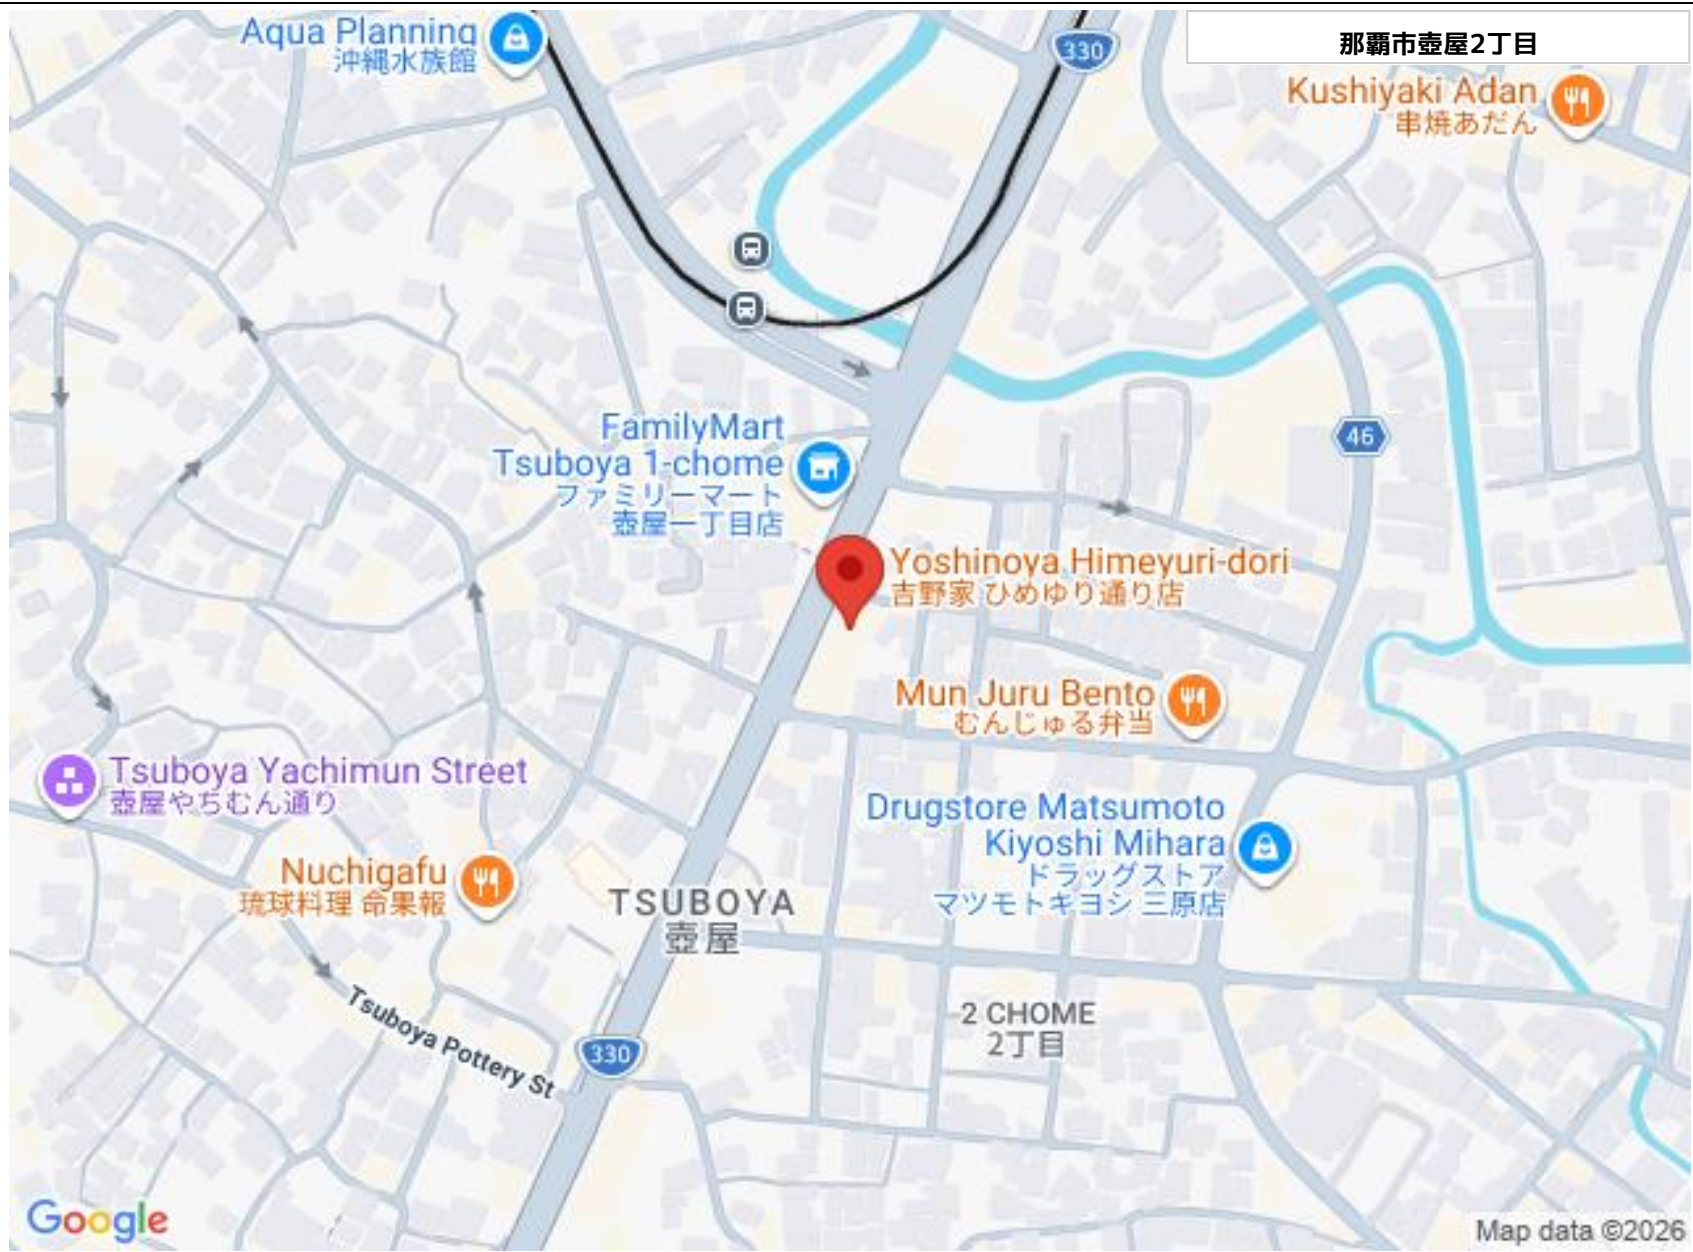 那覇市壺屋2丁目
Aqua Planning
沖縄水族館
330
Kushiyaki Adan
串焼あだん
FamilyMart
Tsuboya 1-chome
ファミリーマート
壺屋一丁目店
46
Yoshinoya Himeyuri-dori
吉野家 ひめゆり通り店
Mun Juru Bento
むんじゅる弁当
Tsuboya Yachimun Street
壺屋やちむん通り
Drugstore Matsumoto
Kiyoshi Mihara
ドラッグストア
マツモトキヨシ 三原店
Nuchigafu
琉球料理 命果報
TSUBOYA
壺屋
2 CHOME
2丁目
Tsuboya Pottery St
330
Google
Map data ©2026